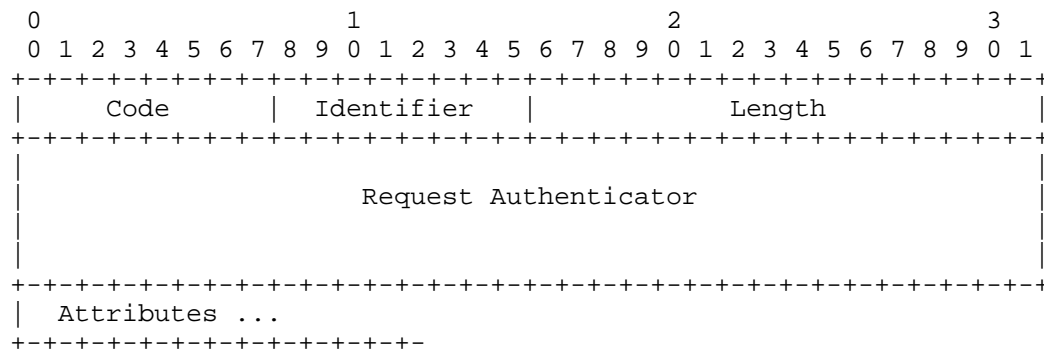 0                   1                   2                   3
 0 1 2 3 4 5 6 7 8 9 0 1 2 3 4 5 6 7 8 9 0 1 2 3 4 5 6 7 8 9 0 1
+-+-+-+-+-+-+-+-+-+-+-+-+-+-+-+-+-+-+-+-+-+-+-+-+-+-+-+-+-+-+-+-+
|     Code      |  Identifier   |            Length             |
+-+-+-+-+-+-+-+-+-+-+-+-+-+-+-+-+-+-+-+-+-+-+-+-+-+-+-+-+-+-+-+-+
|                                                               |
|                     Request Authenticator                     |
|                                                               |
|                                                               |
+-+-+-+-+-+-+-+-+-+-+-+-+-+-+-+-+-+-+-+-+-+-+-+-+-+-+-+-+-+-+-+-+
|  Attributes ...
+-+-+-+-+-+-+-+-+-+-+-+-+-